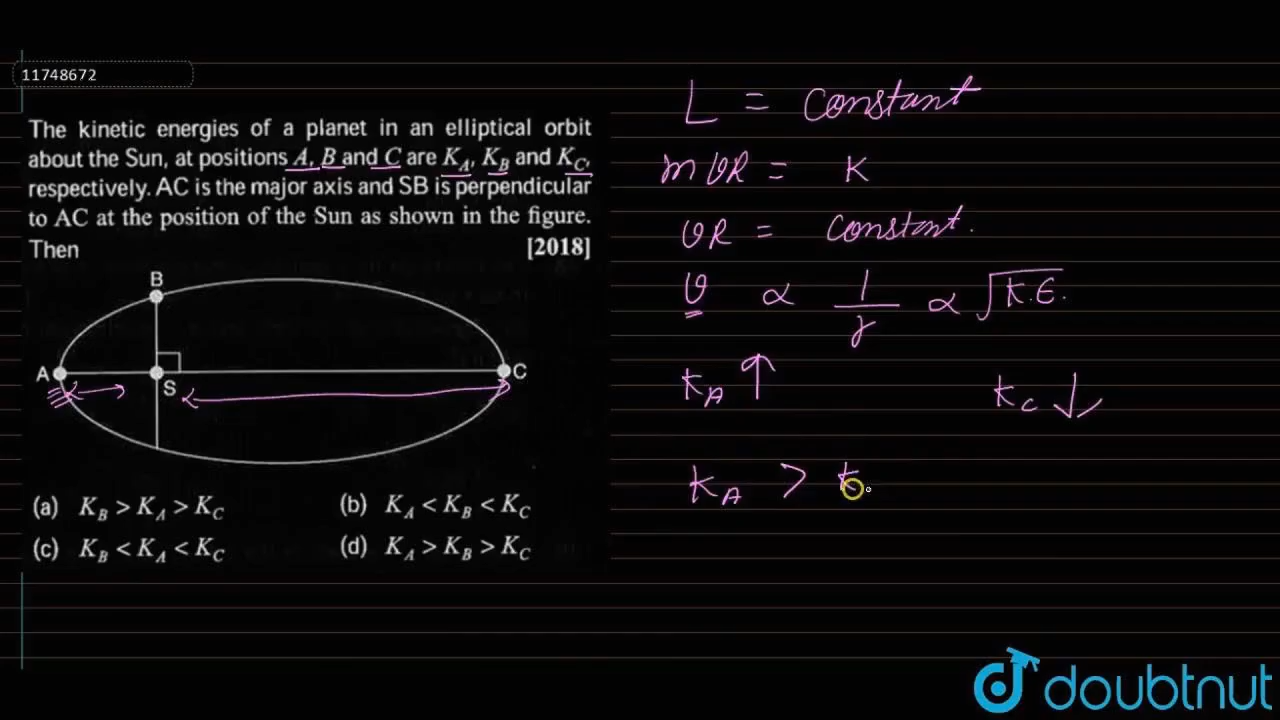 11748672
The kinetic energies of a planet in an elliptical orbit
about the Sun, at positions A, B and C are K_A, K_B and K_C,
respectively. AC is the major axis and SB is perpendicular
to AC at the position of the Sun as shown in the figure.
Then [2018]
B
A
S
C
(a) K_B > K_A > K_C
(b) K_A < K_B < K_C
(c) K_B < K_A < K_C
(d) K_A > K_B > K_C
L = Constant
mvR = K
vR = Constant.
v ∝ 1/r ∝ √K.E.
K_A ↑ K_C ↓
K_A > K
doubtnut